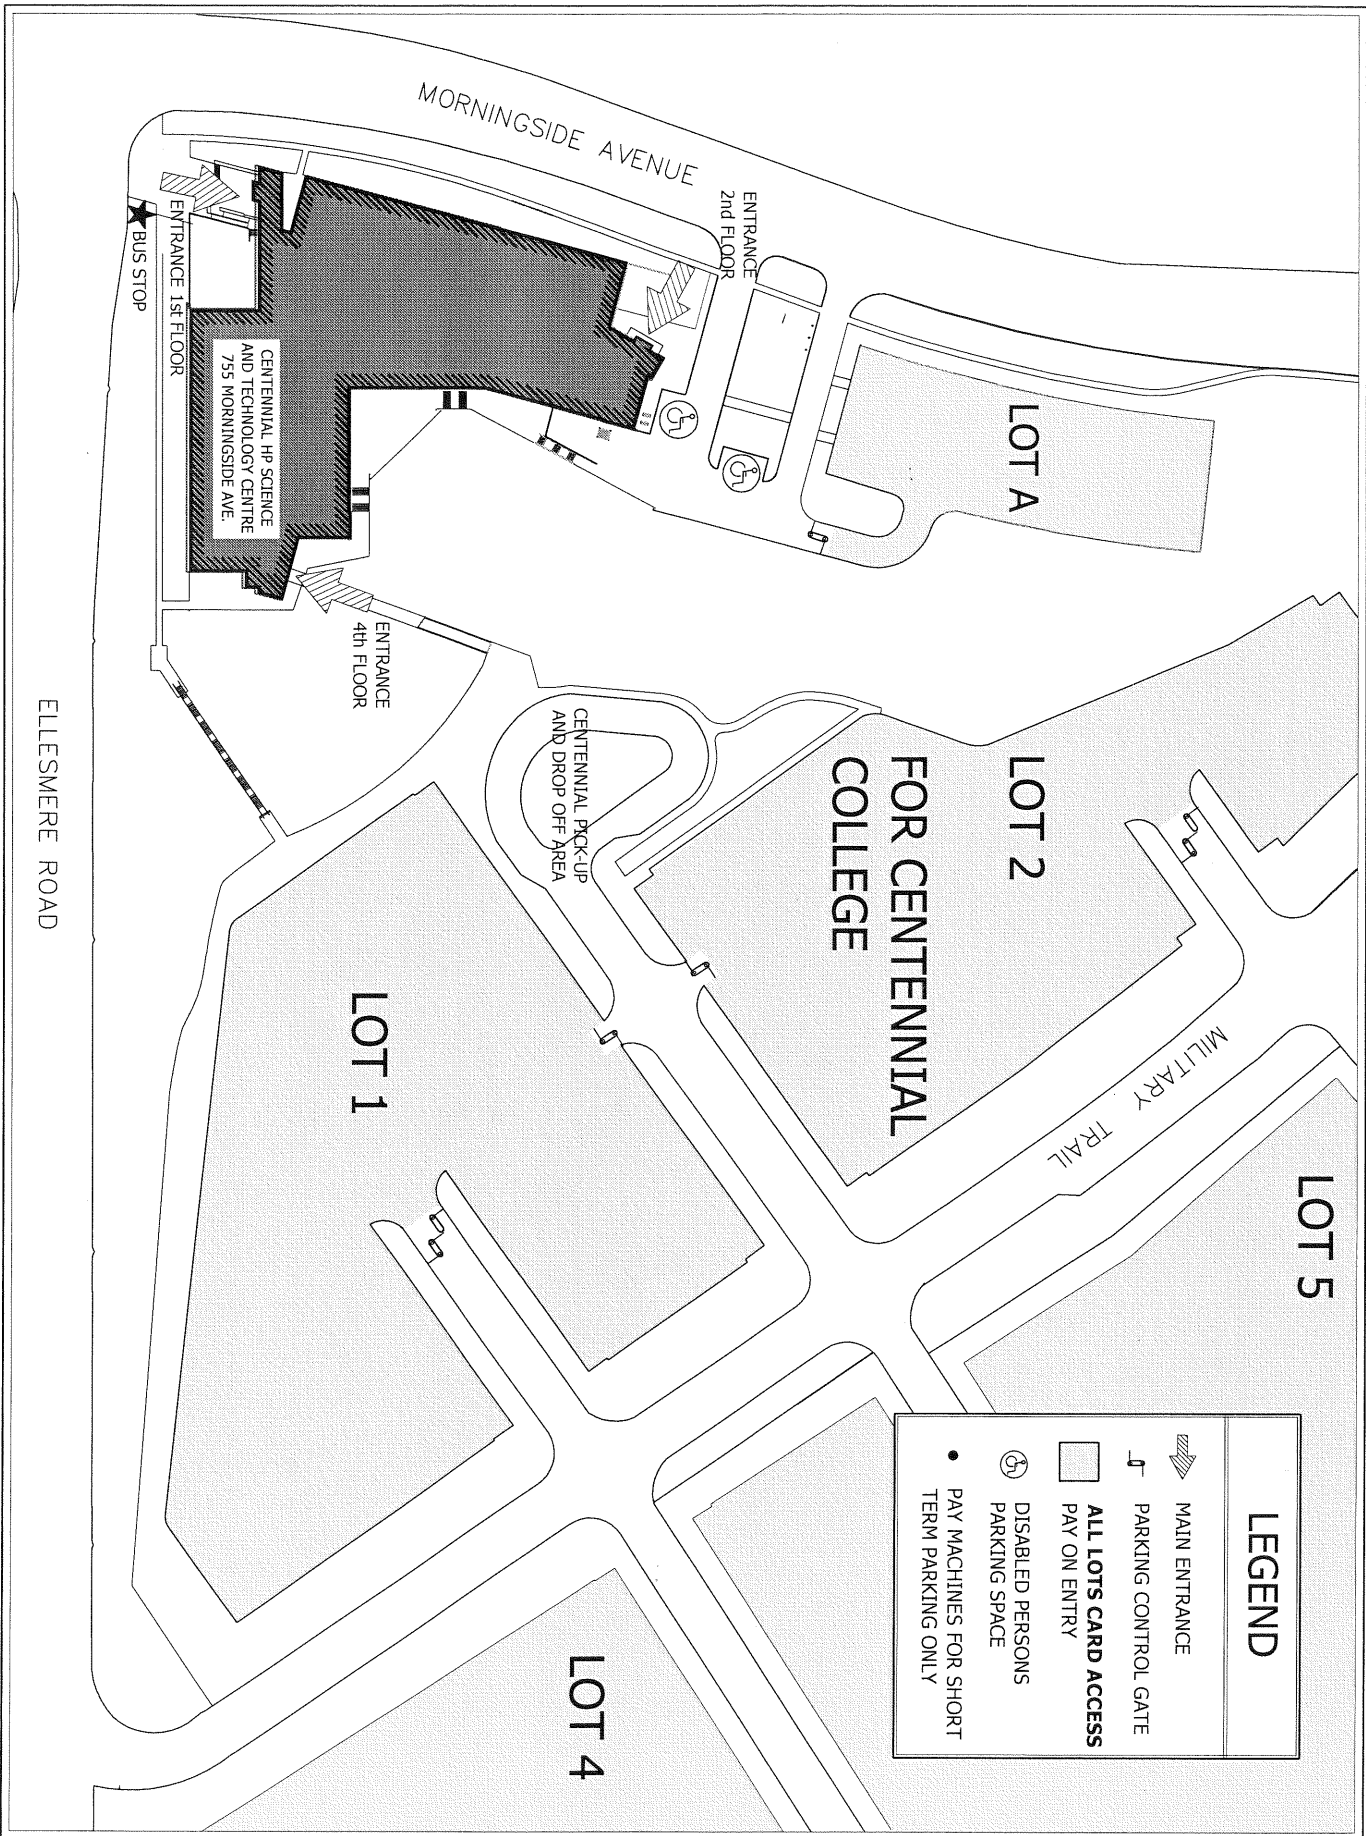 MORNINGSIDE AVENUE
ENTRANCE
2nd FLOOR
LOT A
LOT 2
FOR CENTENNIAL
COLLEGE
LOT 5
MILITARY TRAIL
LEGEND
MAIN ENTRANCE
PARKING CONTROL GATE
ALL LOTS CARD ACCESS
PAY ON ENTRY
DISABLED PERSONS
PARKING SPACE
PAY MACHINES FOR SHORT
TERM PARKING ONLY
CENTENNIAL PICK-UP
AND DROP OFF AREA
ENTRANCE
4th FLOOR
LOT 1
LOT 4
CENTENNIAL HP SCIENCE
AND TECHNOLOGY CENTRE
755 MORNINGSIDE AVE.
ENTRANCE 1st FLOOR
BUS STOP
ELLESMERE ROAD